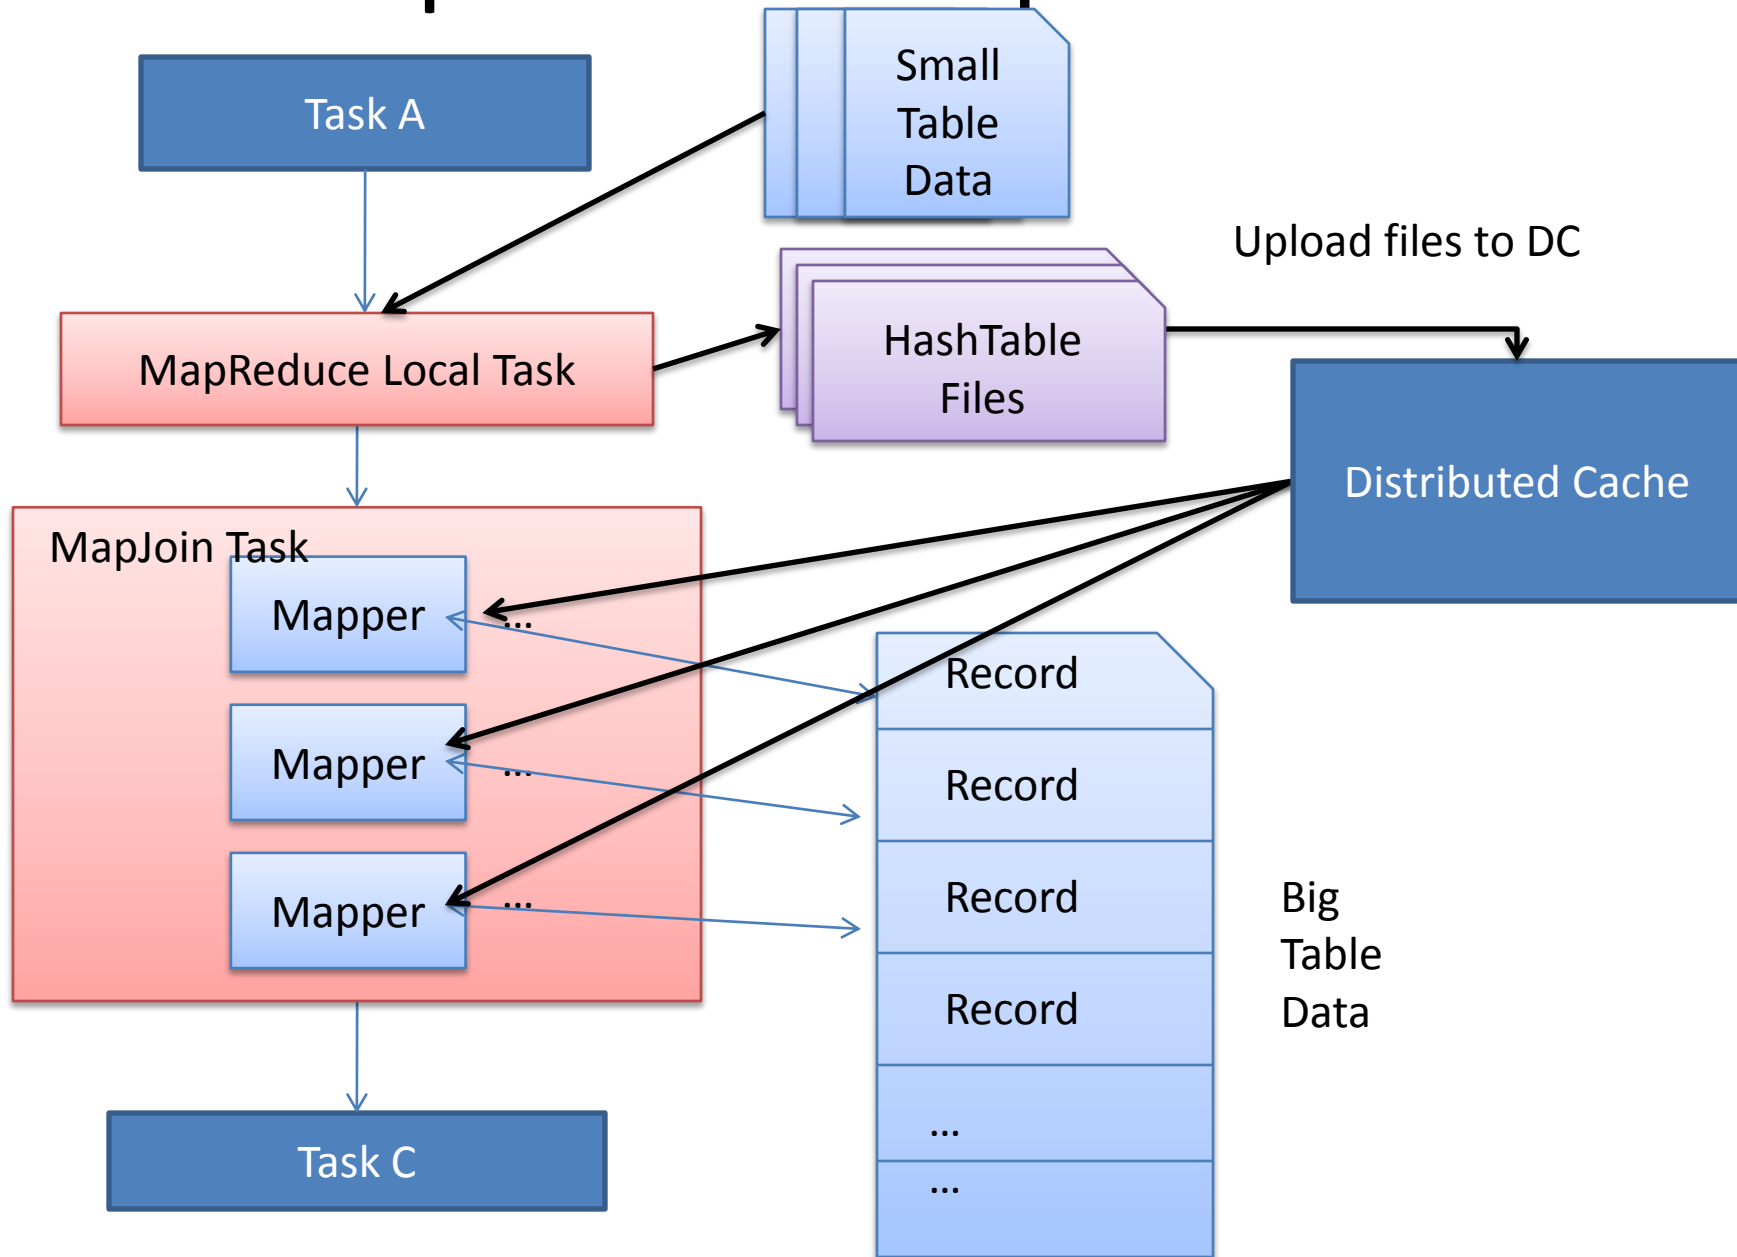 Task A
Small
Table
Data
Upload files to DC
MapReduce Local Task
HashTable
Files
Distributed Cache
MapJoin Task
Mapper
...
Mapper
...
Mapper
...
Record
Record
Record
Record
...
...
Big
Table
Data
Task C